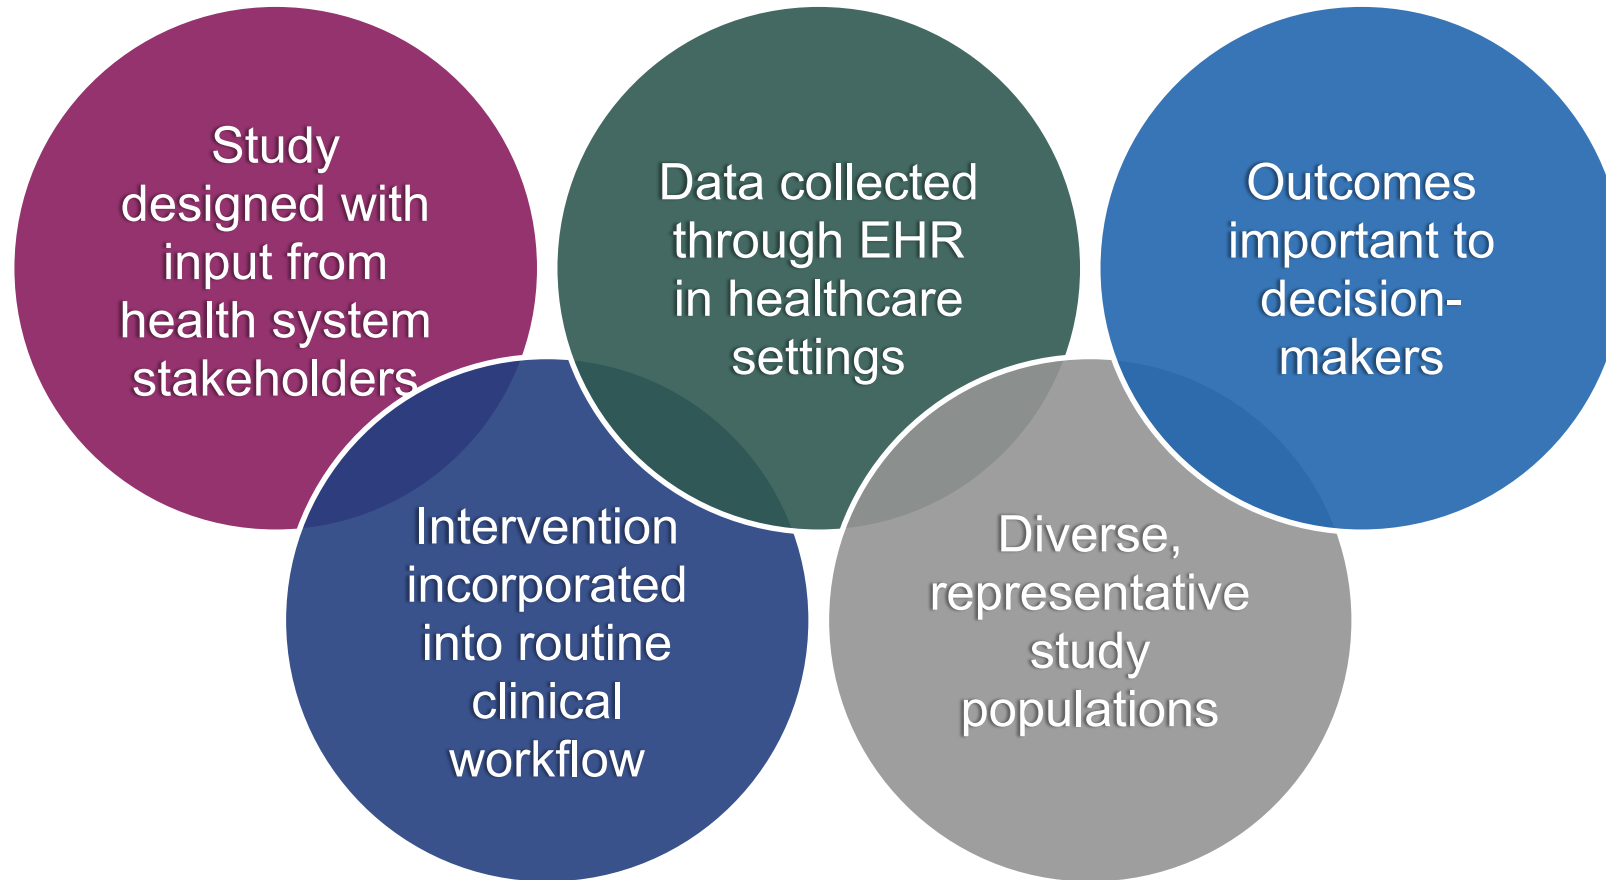 Study
designed with
input from
health system
stakeholders
Intervention
incorporated
into routine
clinical
workflow
Data collected
through EHR
in healthcare
settings
Diverse,
representative
study
populations
Outcomes
important to
decision-
makers